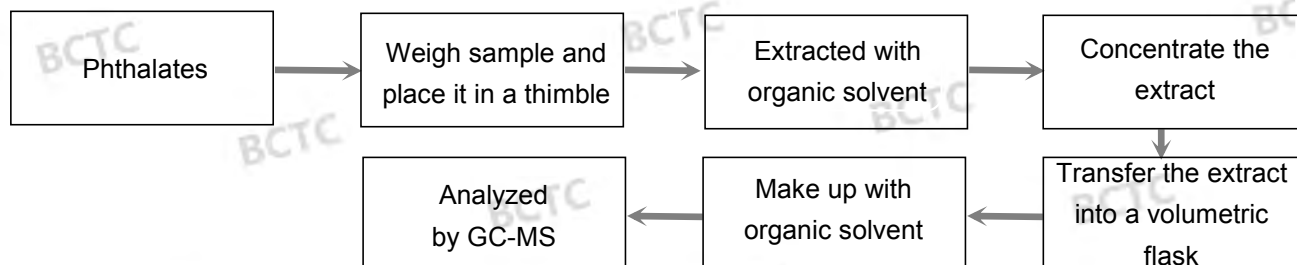 Phthalates
Weigh sample and
place it in a thimble
Extracted with
organic solvent
Concentrate the
extract
Transfer the extract
into a volumetric
flask
Make up with
organic solvent
Analyzed
by GC-MS
BCTC
BCTC
BC
BCTC
BCTC
BCTC
BCTC